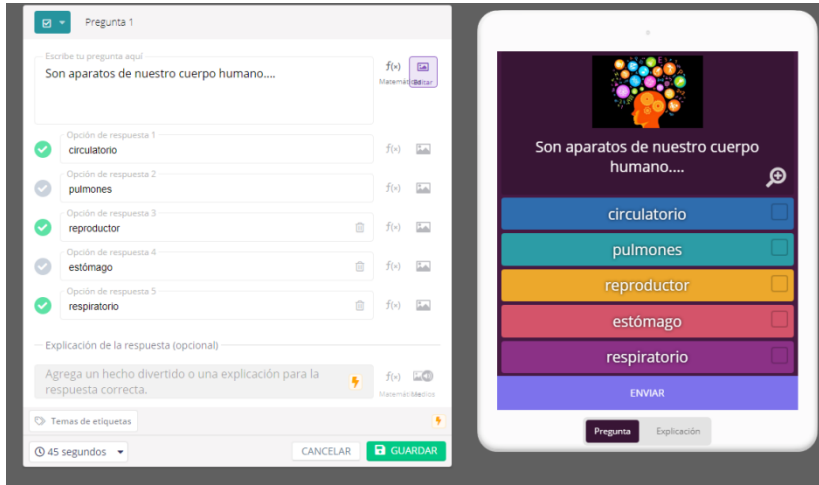 Pregunta 1
Escribe tu pregunta aquí
Son aparatos de nuestro cuerpo humano....
f(x)
Editar
Opción de respuesta 1
circulatorio
f(x)
Opción de respuesta 2
pulmones
f(x)
Opción de respuesta 3
reproductor
f(x)
Opción de respuesta 4
estómago
f(x)
Opción de respuesta 5
respiratorio
f(x)
Explicación de la respuesta (opcional)
Agrega un hecho divertido o una explicación para la
respuesta correcta.
f(x)
Temas de etiquetas
45 segundos
CANCELAR
GUARDAR
Son aparatos de nuestro cuerpo
humano....
circulatorio
pulmones
reproductor
estómago
respiratorio
ENVIAR
Pregunta
Explicación